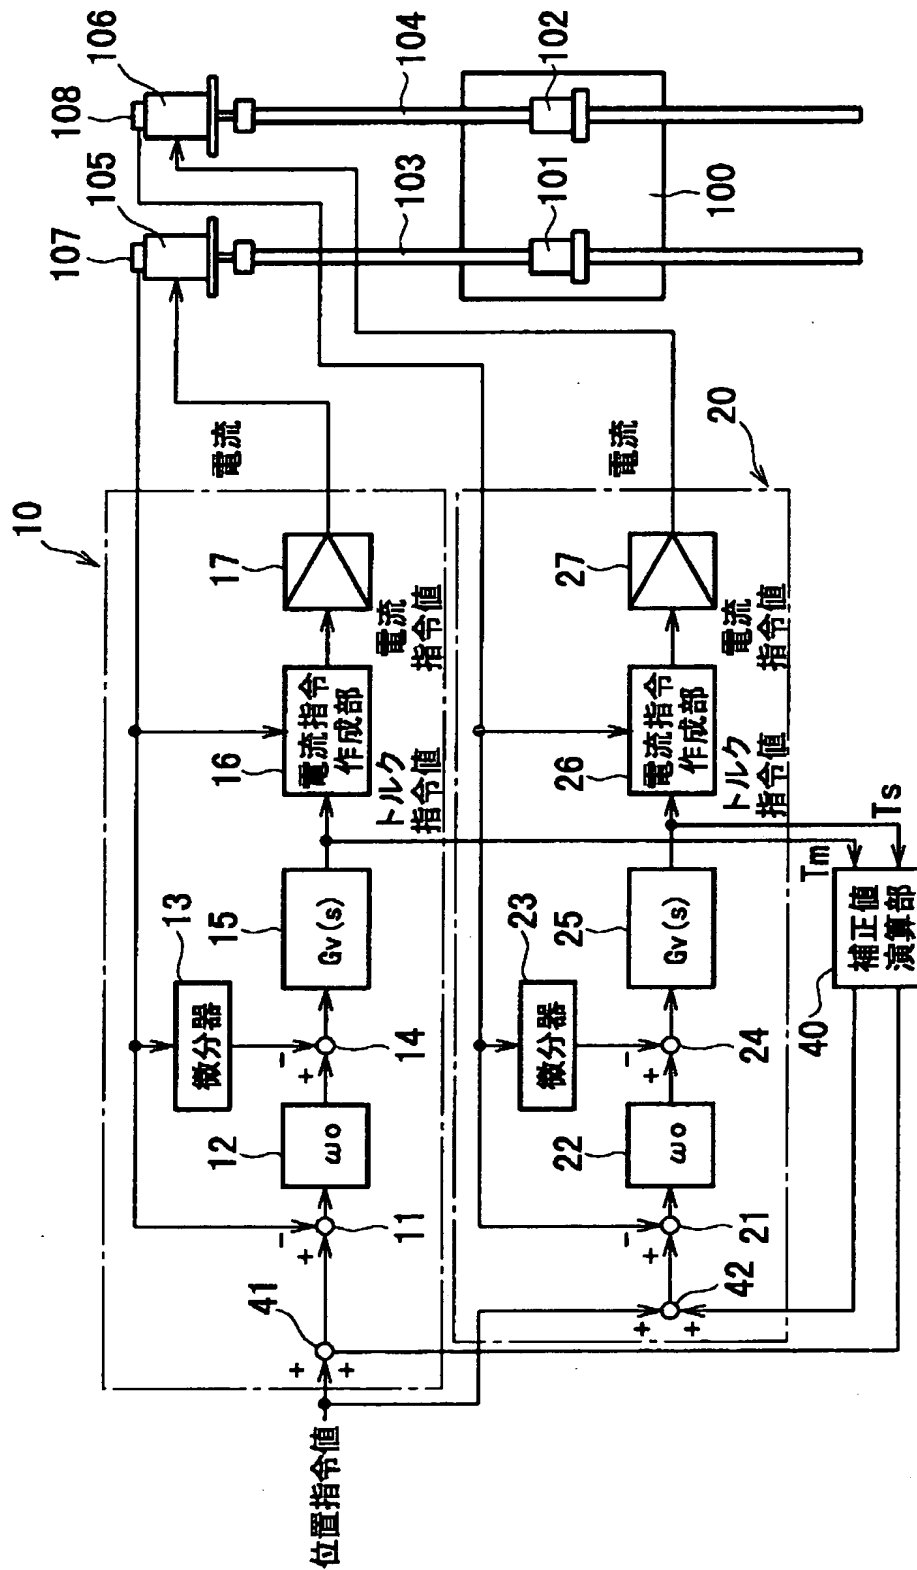 10
20
位置指令値
+
+
41
+
-
11
12
ωo
+
-
14
13
微分器
15
Gv(s)
トルク
指令値
16
電流指令
作成部
電流
指令値
17
電流
+
+
42
+
-
21
22
ωo
+
-
24
23
微分器
25
Gv(s)
トルク
指令値
26
電流指令
作成部
電流
指令値
27
電流
Tm
Ts
40
補正値
演算部
107
105
108
106
103
104
101
102
100